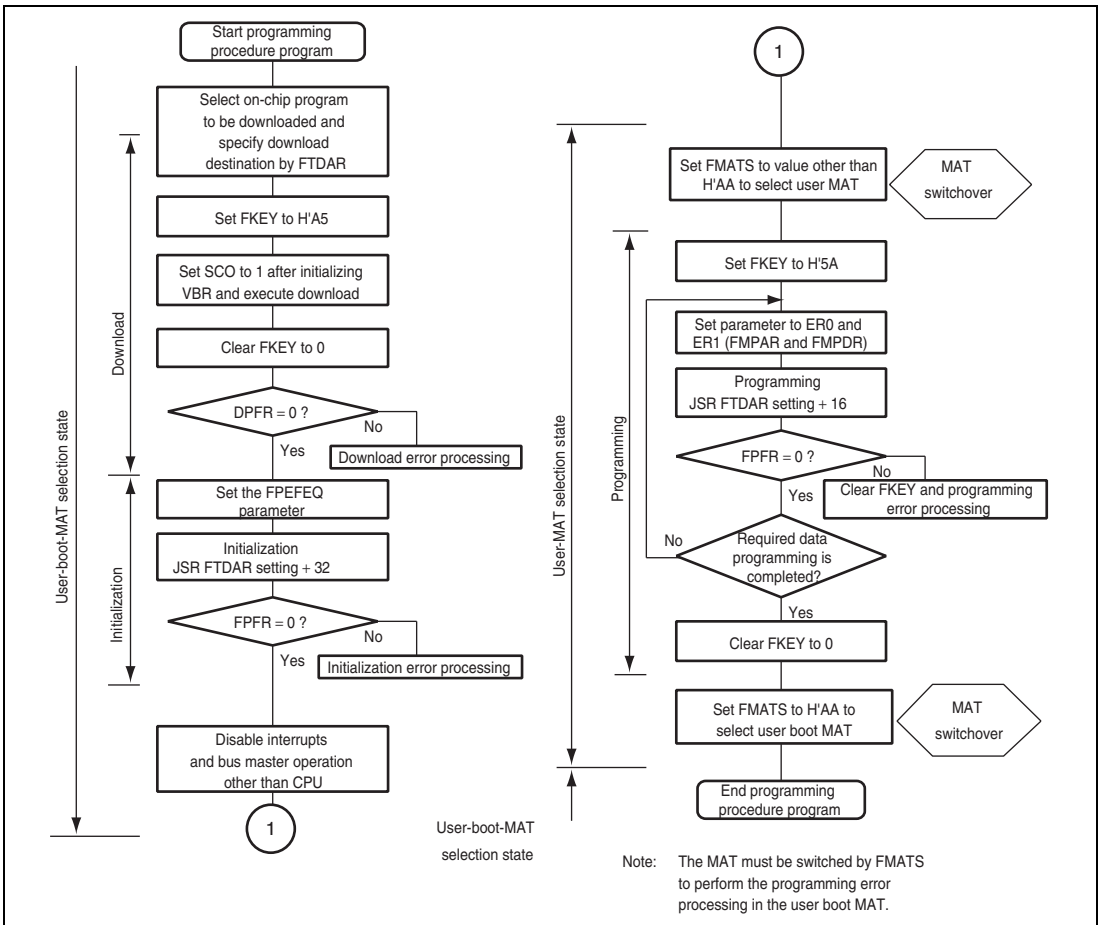 Start programming
procedure program
Select on-chip program
to be downloaded and
specify download
destination by FTDAR
Set FKEY to H'A5
Set SCO to 1 after initializing
VBR and execute download
Clear FKEY to 0
DPFR = 0 ?
No
Yes
Download error processing
Set the FPEFEQ
parameter
Initialization
JSR FTDAR setting + 32
FPFR = 0 ?
No
Yes
Initialization error processing
Disable interrupts
and bus master operation
other than CPU
1
Download
Initialization
User-boot-MAT selection state
User-boot-MAT
selection state
1
Set FMATS to value other than
H'AA to select user MAT
MAT
switchover
Set FKEY to H'5A
Set parameter to ER0 and
ER1 (FMPAR and FMPDR)
Programming
JSR FTDAR setting + 16
FPFR = 0 ?
No
Yes
Clear FKEY and programming
error processing
No
Required data
programming is
completed?
Yes
Clear FKEY to 0
Set FMATS to H'AA to
select user boot MAT
MAT
switchover
End programming
procedure program
Programming
User-MAT selection state
Note: The MAT must be switched by FMATS
to perform the programming error
processing in the user boot MAT.